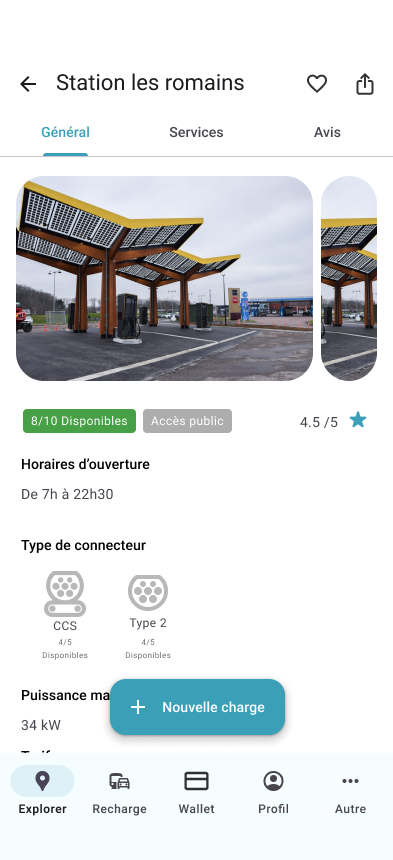 Station les romains
Général Services Avis
8/10 Disponibles Accès public 4.5 /5
Horaires d’ouverture
De 7h à 22h30
Type de connecteur
CCS Type 2
4/5 4/5
Disponibles Disponibles
Puissance ma
Nouvelle charge
34 kW
Explorer Recharge Wallet Profil Autre